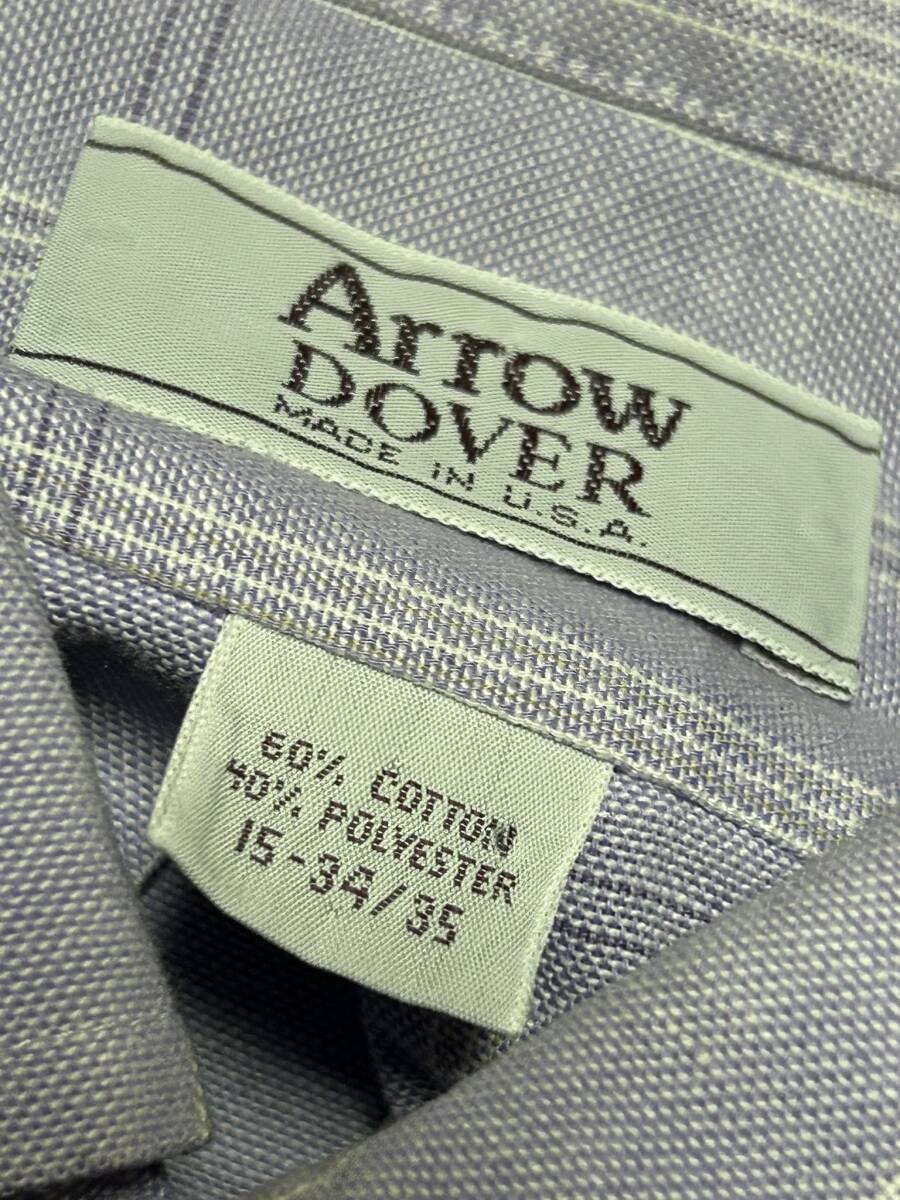 Arrow
DOVER
MADE IN U.S.A.
60% COTTON
40% POLYESTER
15-34/35